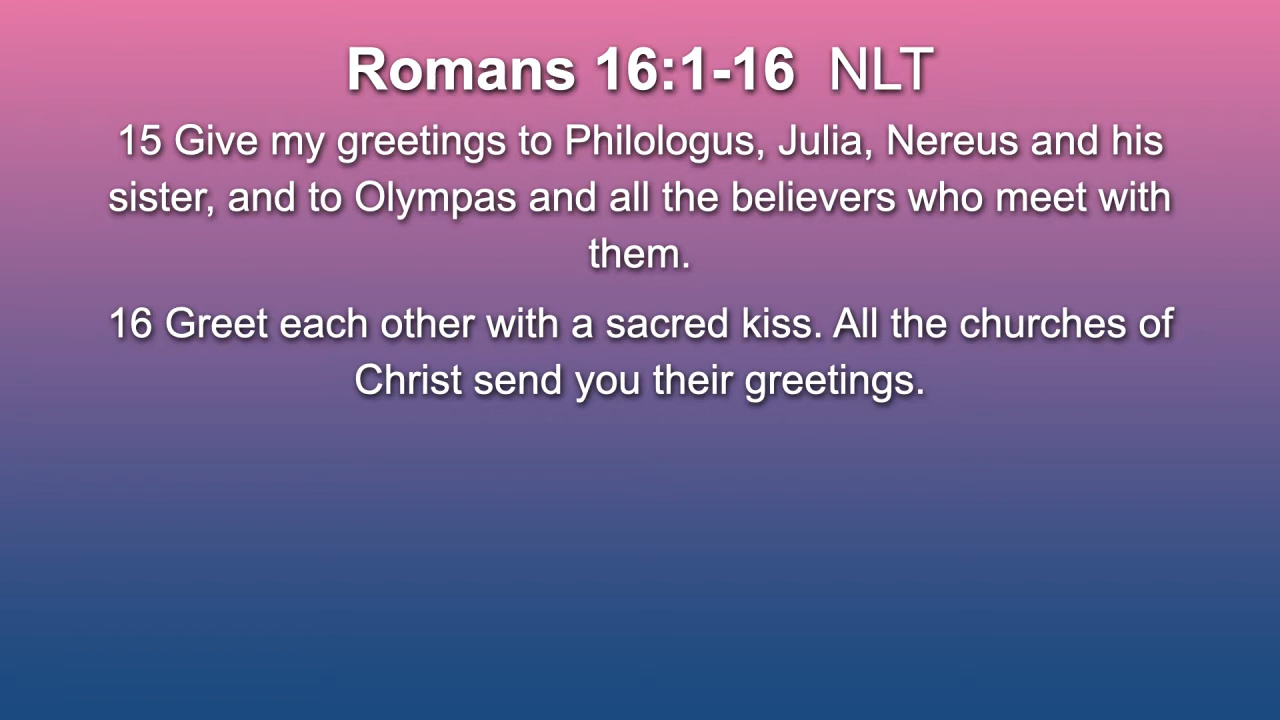 Romans 16:1-16 NLT
15 Give my greetings to Philologus, Julia, Nereus and his
sister, and to Olympas and all the believers who meet with
them.
16 Greet each other with a sacred kiss. All the churches of
Christ send you their greetings.